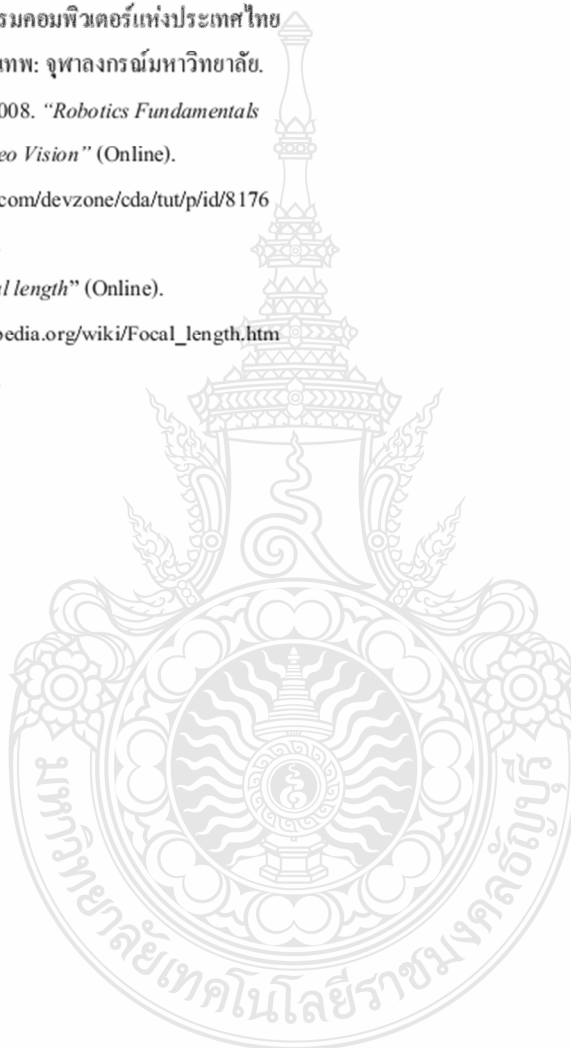 รมคอมพิวเตอร์แห่งประเทศไทย
เทพ: จุฬาลงกรณ์มหาวิทยาลัย.
008. “Robotics Fundamentals
eo Vision” (Online).
com/devzone/cda/tut/p/id/8176
.
al length” (Online).
pedia.org/wiki/Focal_length.htm
.
มหาวิทยาลัยเทคโนโลยีราชมงคลธัญบุรี